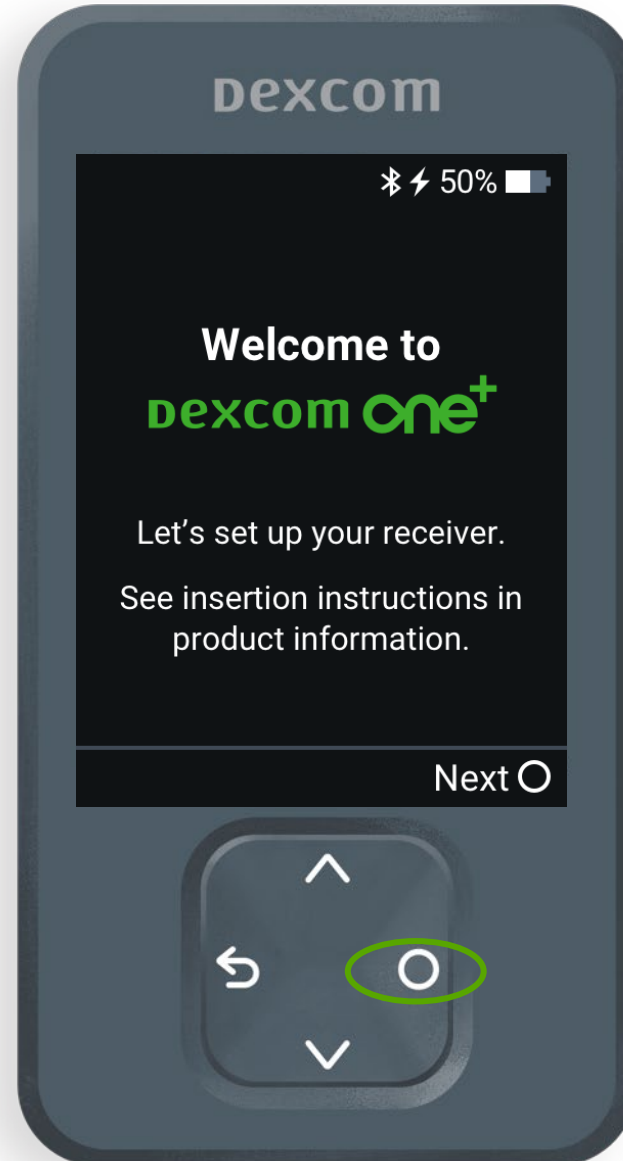 Dexcom
50%
Welcome to
Dexcom one+
Let's set up your receiver.
See insertion instructions in
product information.
Next